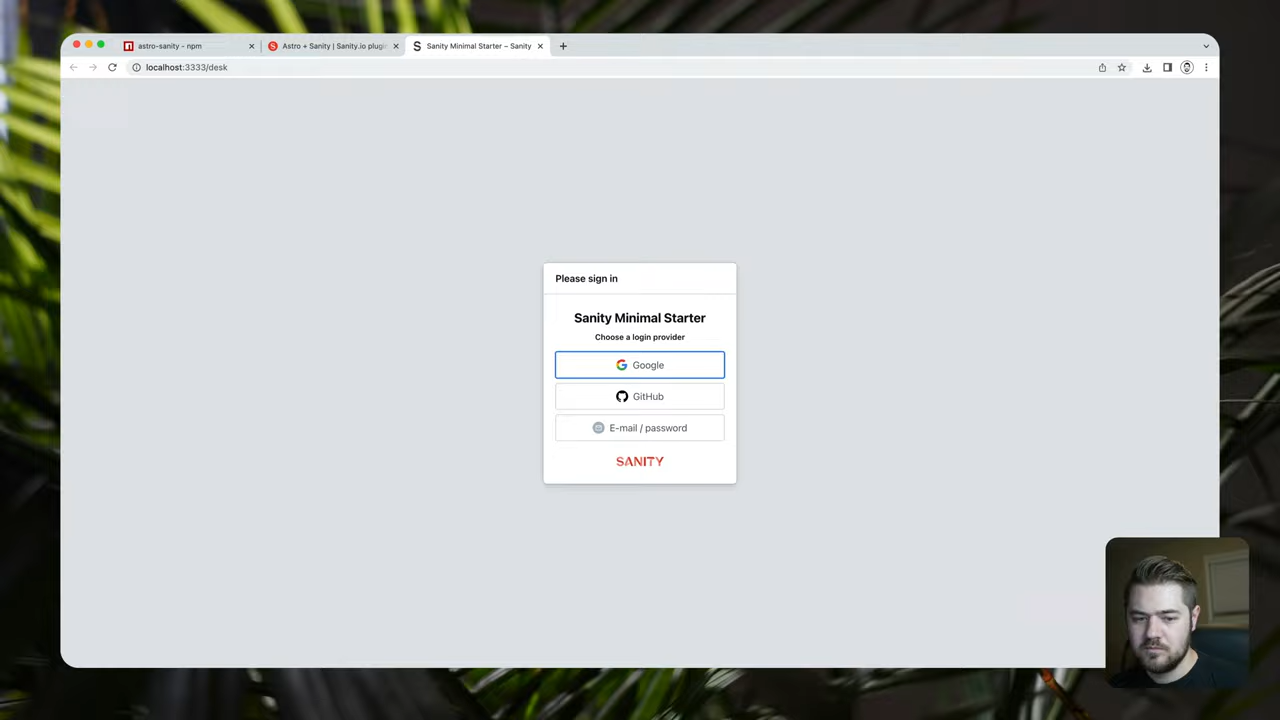 astro-sanity - npm
Astro + Sanity | Sanity.io plugi
Sanity Minimal Starter – Sanity
localhost:3333/desk
Please sign in
Sanity Minimal Starter
Choose a login provider
Google
GitHub
E-mail / password
SANITY